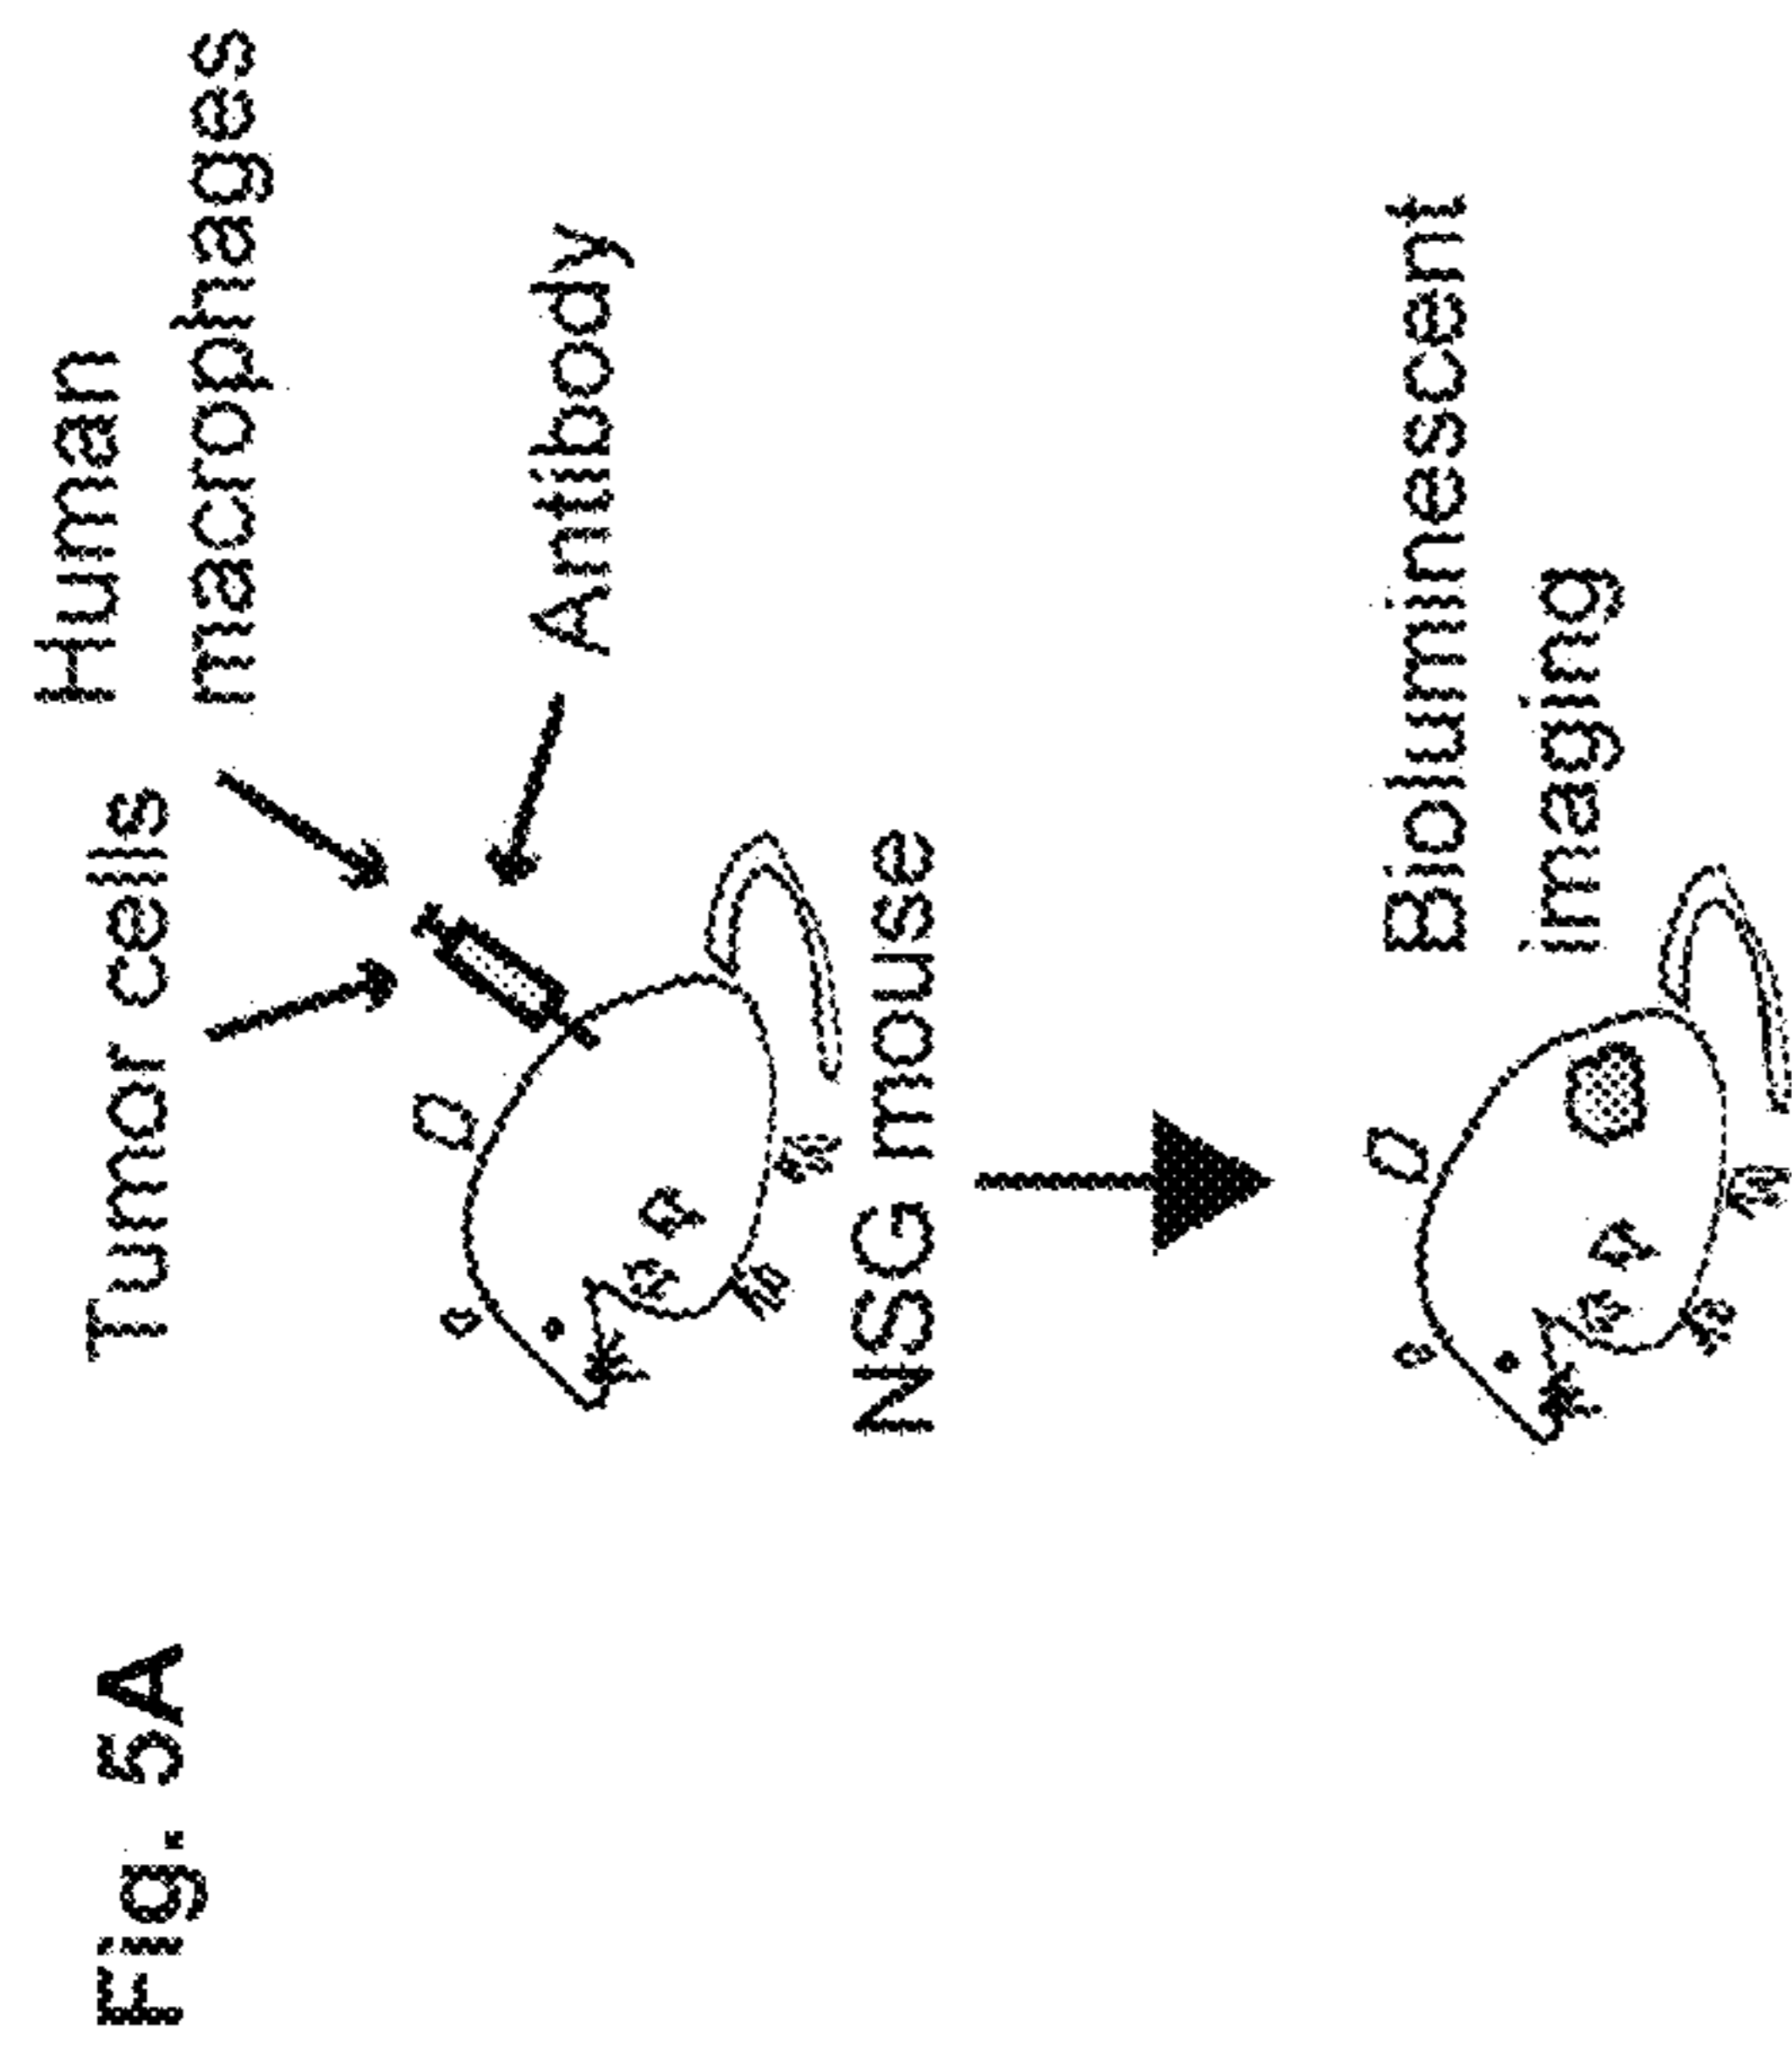 Fig. 5A
Tumor cells
Human
macrophages
Antibody
NSG mouse
Bioluminescent
imaging